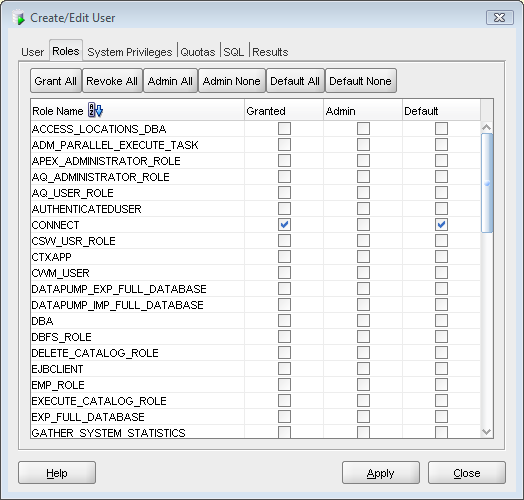 Create/Edit User
User Roles System Privileges Quotas SQL Results
Grant All Revoke All Admin All Admin None Default All Default None
Role Name Granted Admin Default
ACCESS_LOCATIONS_DBA
ADM_PARALLEL_EXECUTE_TASK
APEX_ADMINISTRATOR_ROLE
AQ_ADMINISTRATOR_ROLE
AQ_USER_ROLE
AUTHENTICATEDUSER
CONNECT
CSW_USR_ROLE
CTXAPP
CWM_USER
DATAPUMP_EXP_FULL_DATABASE
DATAPUMP_IMP_FULL_DATABASE
DBA
DBFS_ROLE
DELETE_CATALOG_ROLE
EJBCLIENT
EMP_ROLE
EXECUTE_CATALOG_ROLE
EXP_FULL_DATABASE
GATHER_SYSTEM_STATISTICS
Help Apply Close